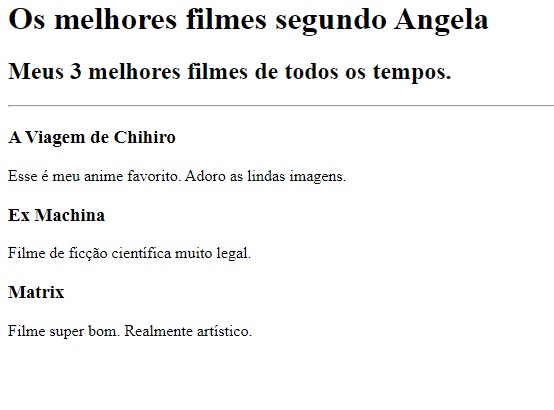 Os melhores filmes segundo Angela
Meus 3 melhores filmes de todos os tempos.
A Viagem de Chihiro
Esse é meu anime favorito. Adoro as lindas imagens.
Ex Machina
Filme de ficção científica muito legal.
Matrix
Filme super bom. Realmente artístico.